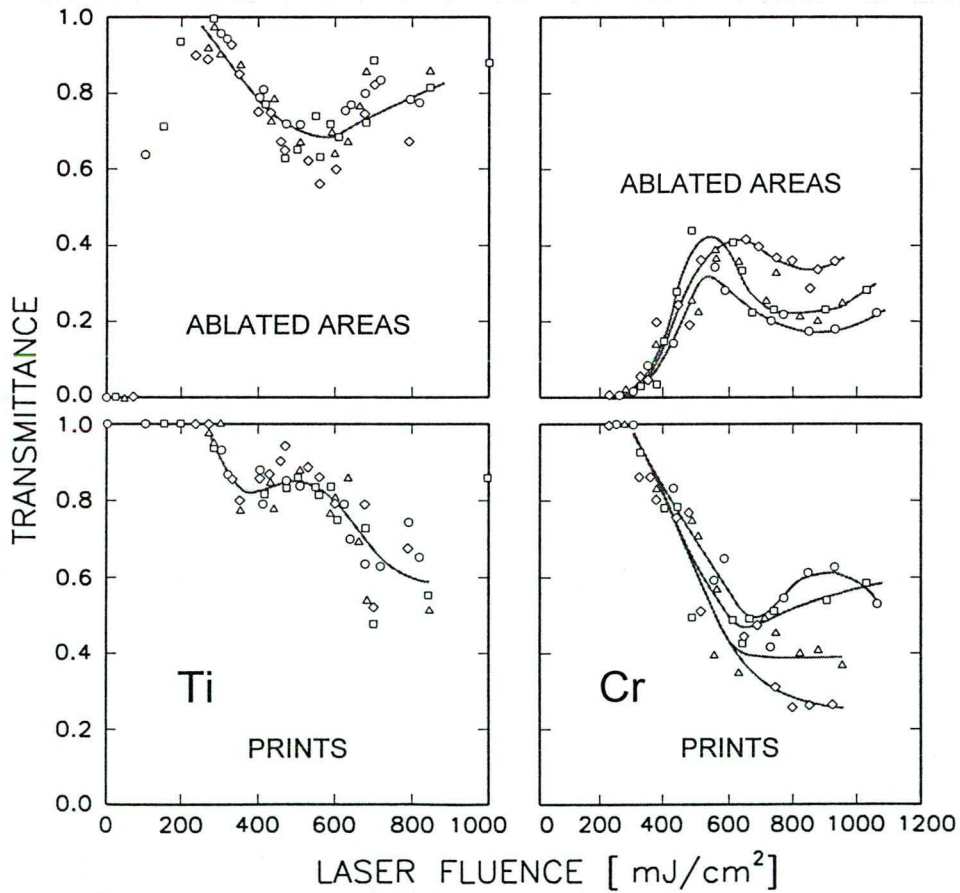 1.0
0.8
0.6
0.4
0.2
0.0
ABLATED AREAS
ABLATED AREAS
1.0
0.8
0.6
0.4
0.2
0.0
Ti
PRINTS
Cr
PRINTS
0 200 400 600 800 1000
0 200 400 600 800 1000 1200
TRANSMITTANCE
LASER FLUENCE [ mJ/cm²]